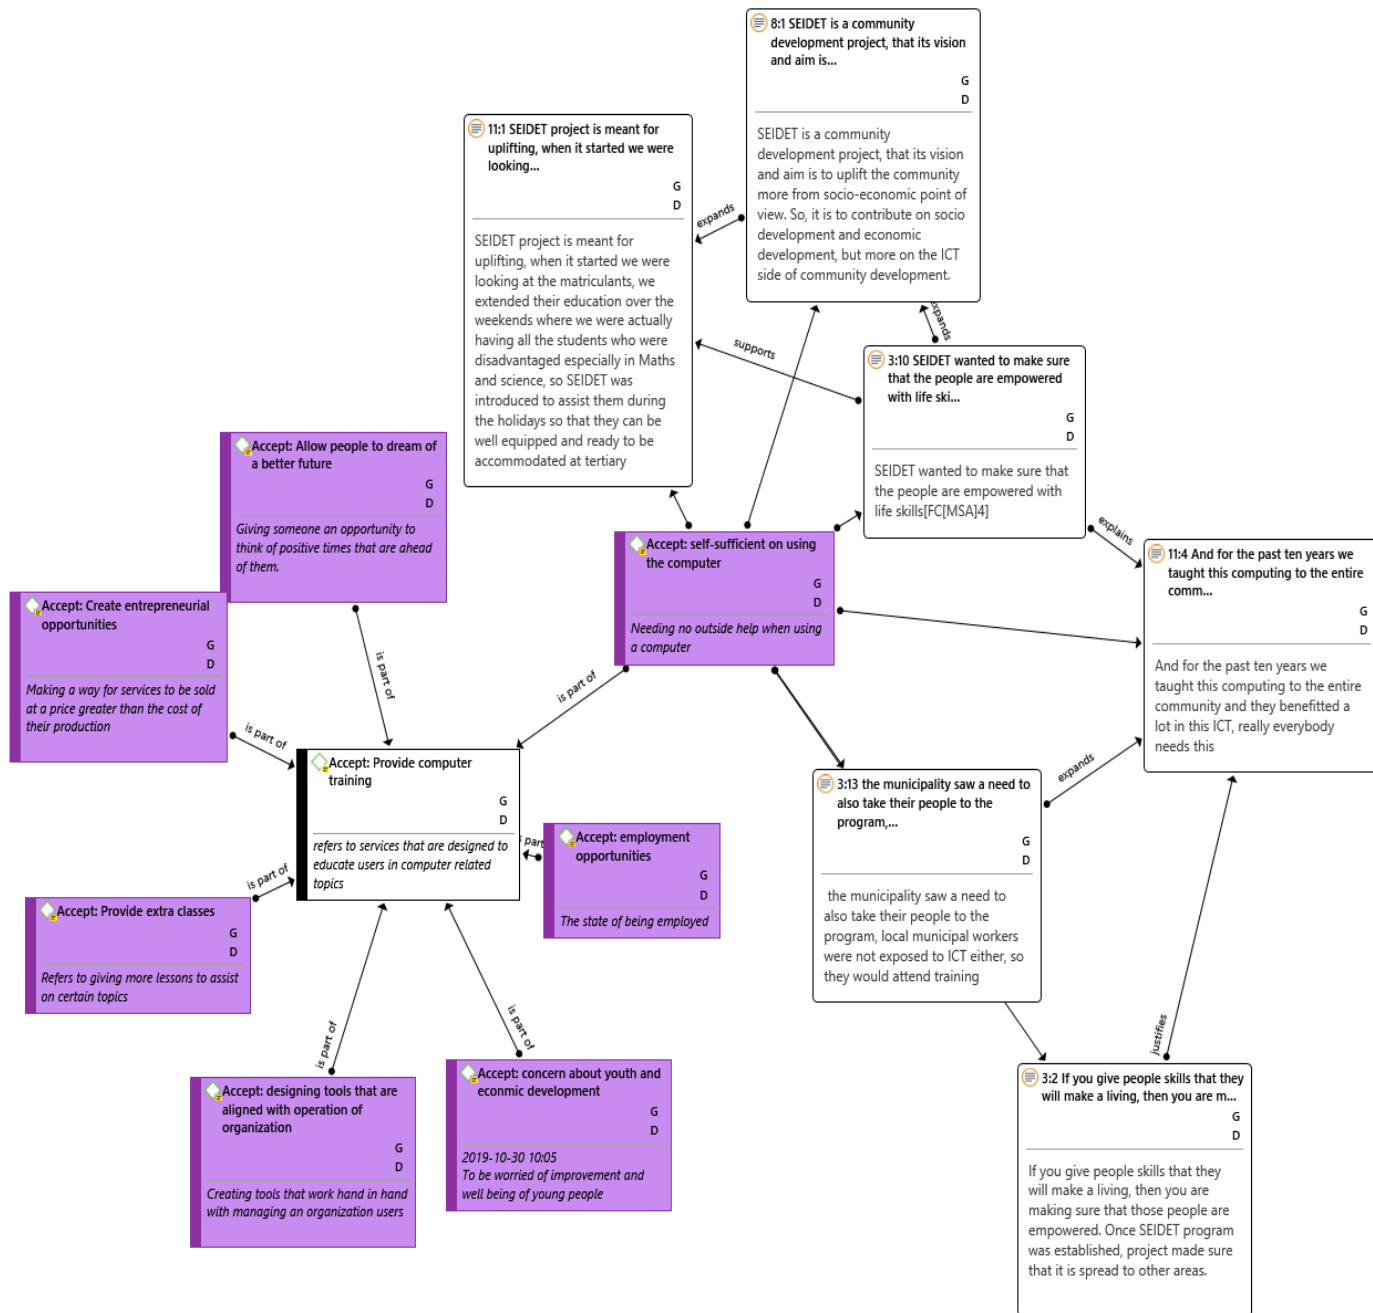 8:1 SEIDET is a community
development project, that its vision
and aim is...
G
D
SEIDET is a community
development project, that its vision
and aim is to uplift the community
more from socio-economic point of
view. So, it is to contribute on socio
development and economic
development, but more on the ICT
side of community development.
11:1 SEIDET project is meant for
uplifting, when it started we were
looking...
G
D
SEIDET project is meant for
uplifting, when it started we were
looking at the matriculants, we
extended their education over the
weekends where we were actually
having all the students who were
disadvantaged especially in Maths
and science, so SEIDET was
introduced to assist them during
the holidays so that they can be
well equipped and ready to be
accommodated at tertiary
expands
expands
supports
3:10 SEIDET wanted to make sure
that the people are empowered
with life ski...
G
D
SEIDET wanted to make sure that
the people are empowered with
life skills[FC[MSA]4]
explains
Accept: Allow people to dream of
a better future
G
D
Giving someone an opportunity to
think of positive times that are ahead
of them.
Accept: self-sufficient on using
the computer
G
D
Needing no outside help when using
a computer
11:4 And for the past ten years we
taught this computing to the entire
comm...
G
D
And for the past ten years we
taught this computing to the entire
community and they benefitted a
lot in this ICT, really everybody
needs this
Accept: Create entrepreneurial
opportunities
G
D
Making a way for services to be sold
at a price greater than the cost of
their production
is part of
is part of
is part of
Accept: Provide computer
training
G
D
refers to services that are designed to
educate users in computer related
topics
expands
3:13 the municipality saw a need to
also take their people to the
program,...
G
D
the municipality saw a need to
also take their people to the
program, local municipal workers
were not exposed to ICT either, so
they would attend training
is part
Accept: employment
opportunities
G
D
The state of being employed
is part of
Accept: Provide extra classes
G
D
Refers to giving more lessons to assist
on certain topics
is part of
is part of
justifies
Accept: designing tools that are
aligned with operation of
organization
G
D
Creating tools that work hand in hand
with managing an organization users
Accept: concern about youth and
econmic development
G
D
2019-10-30 10:05
To be worried of improvement and
well being of young people
3:2 If you give people skills that they
will make a living, then you are m...
G
D
If you give people skills that they
will make a living, then you are
making sure that those people are
empowered. Once SEIDET program
was established, project made sure
that it is spread to other areas.